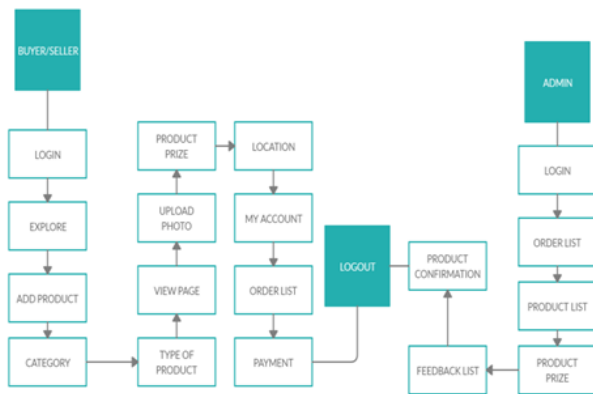 BUYER/SELLER
LOGIN
EXPLORE
ADD PRODUCT
CATEGORY
TYPE OF
PRODUCT
VIEW PAGE
UPLOAD
PHOTO
PRODUCT
PRIZE
LOCATION
MY ACCOUNT
ORDER LIST
PAYMENT
LOGOUT
ADMIN
LOGIN
ORDER LIST
PRODUCT LIST
PRODUCT
PRIZE
FEEDBACK LIST
PRODUCT
CONFIRMATION